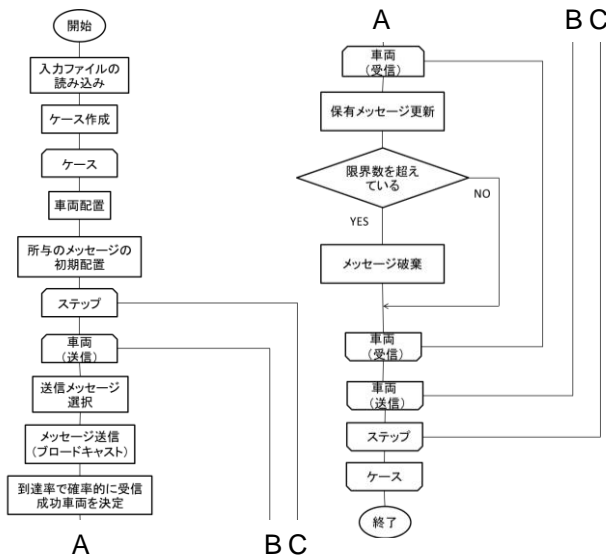 開始
入力ファイルの
読み込み
ケース作成
ケース
車両配置
所与のメッセージの
初期配置
ステップ
車両
(送信)
送信メッセージ
選択
メッセージ送信
(ブロードキャスト)
到達率で確率的に受信
成功車両を決定
A
B C
A
B C
車両
(受信)
保有メッセージ更新
限界数を超え
ている
NO
YES
メッセージ破棄
車両
(受信)
車両
(送信)
ステップ
ケース
終了